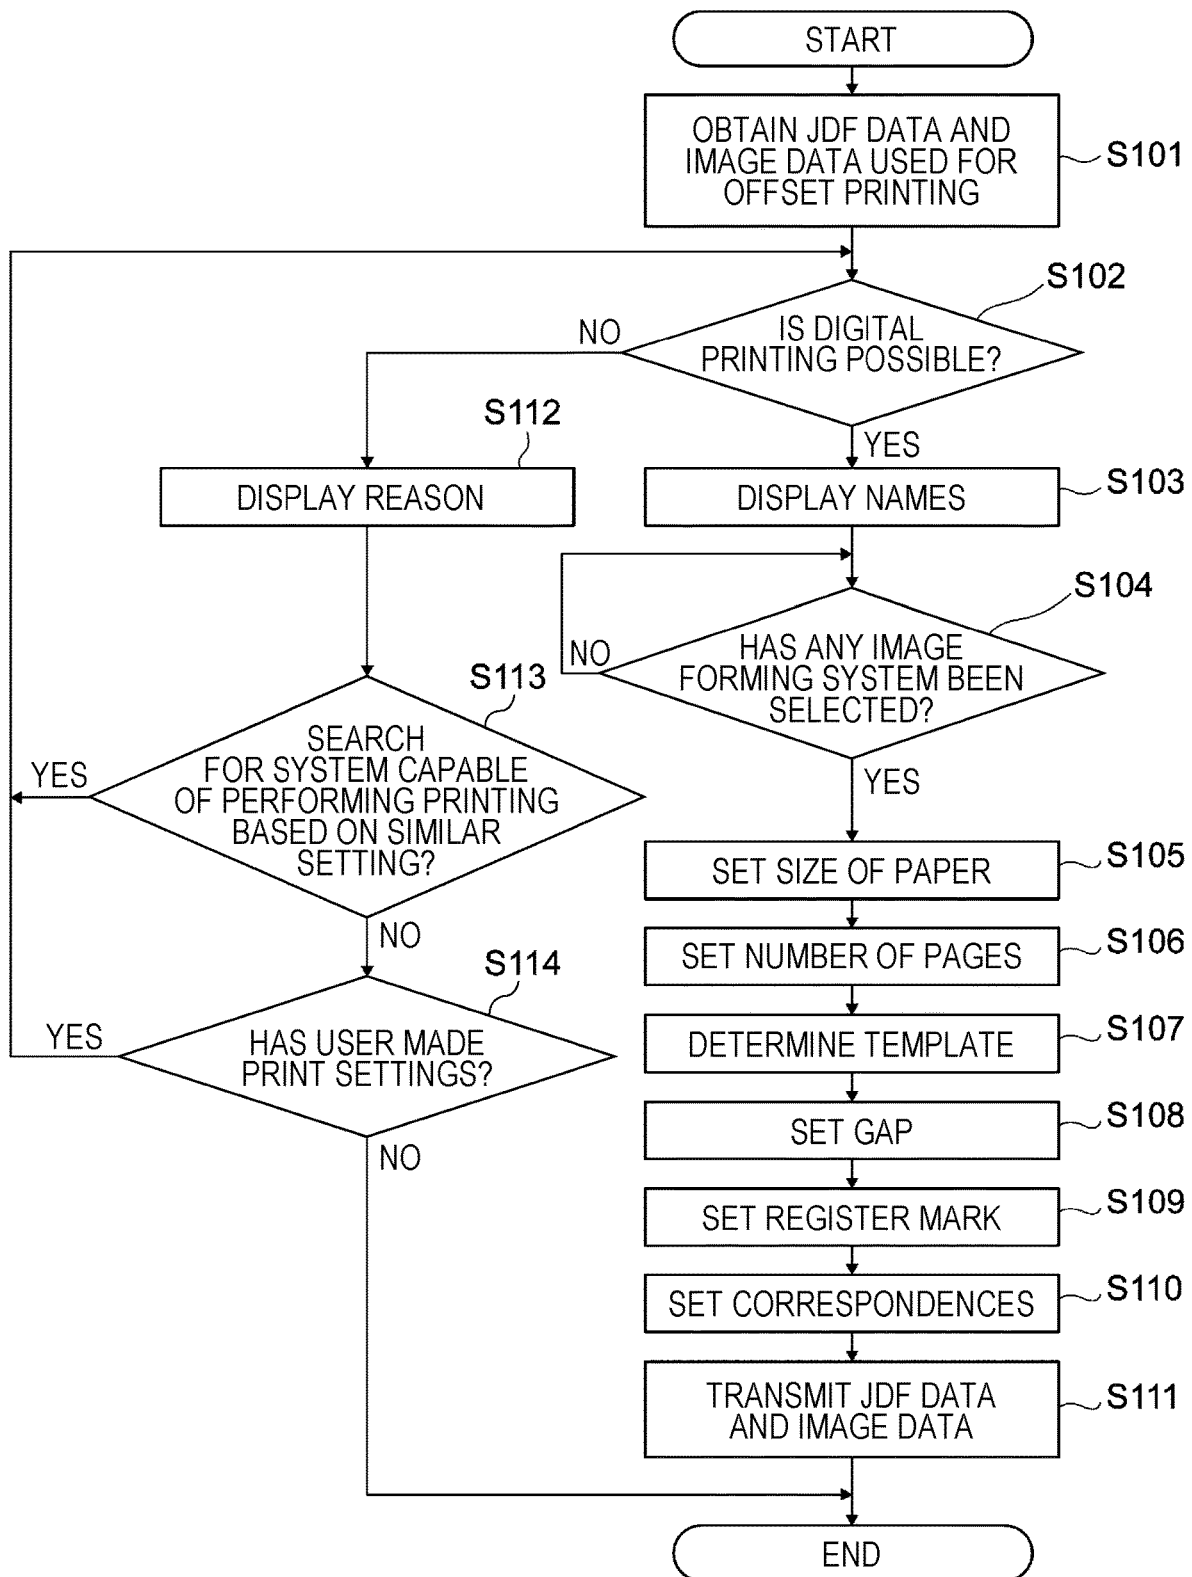 START
OBTAIN JDF DATA AND
IMAGE DATA USED FOR
OFFSET PRINTING
S101
S102
IS DIGITAL
PRINTING POSSIBLE?
NO
YES
S112
DISPLAY REASON
DISPLAY NAMES
S103
S104
HAS ANY IMAGE
FORMING SYSTEM BEEN
SELECTED?
NO
YES
S113
SEARCH
FOR SYSTEM CAPABLE
OF PERFORMING PRINTING
BASED ON SIMILAR
SETTING?
YES
NO
SET SIZE OF PAPER
S105
SET NUMBER OF PAGES
S106
S114
HAS USER MADE
PRINT SETTINGS?
YES
NO
DETERMINE TEMPLATE
S107
SET GAP
S108
SET REGISTER MARK
S109
SET CORRESPONDENCES
S110
TRANSMIT JDF DATA
AND IMAGE DATA
S111
END